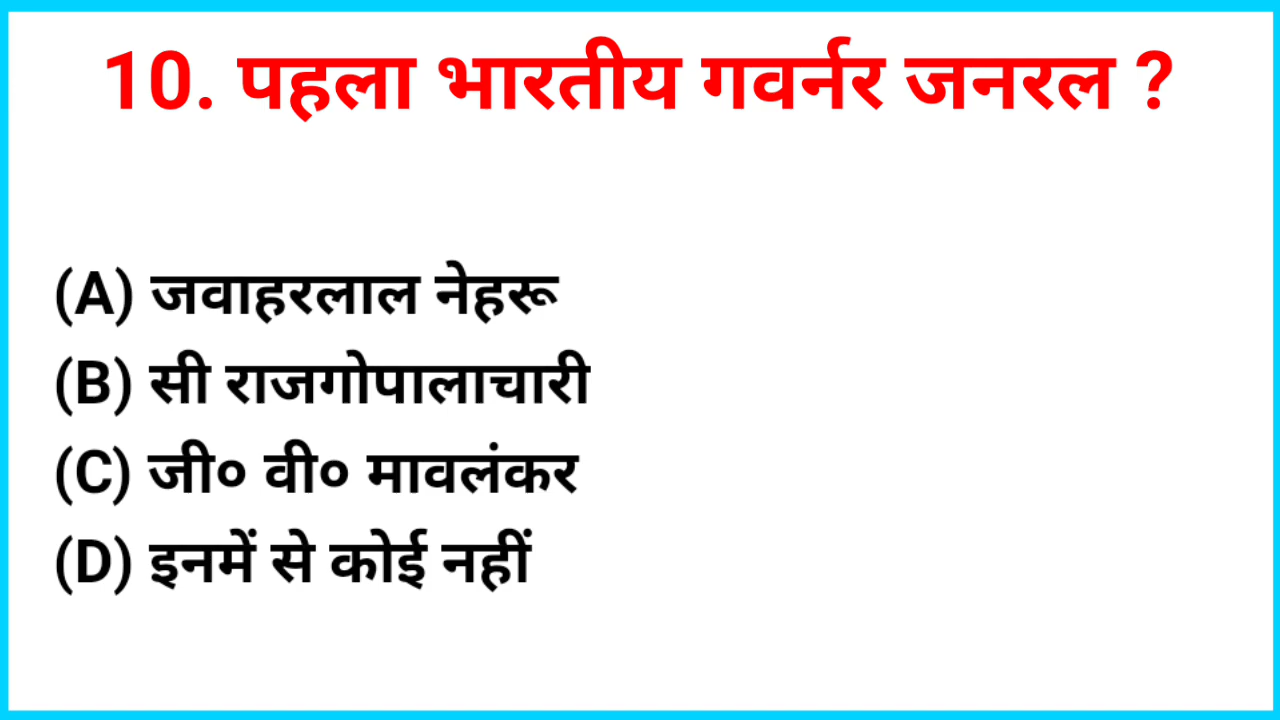 10. पहला भारतीय गवर्नर जनरल ?
(A) जवाहरलाल नेहरू
(B) सी राजगोपालाचारी
(C) जी० वी० मावलंकर
(D) इनमें से कोई नहीं